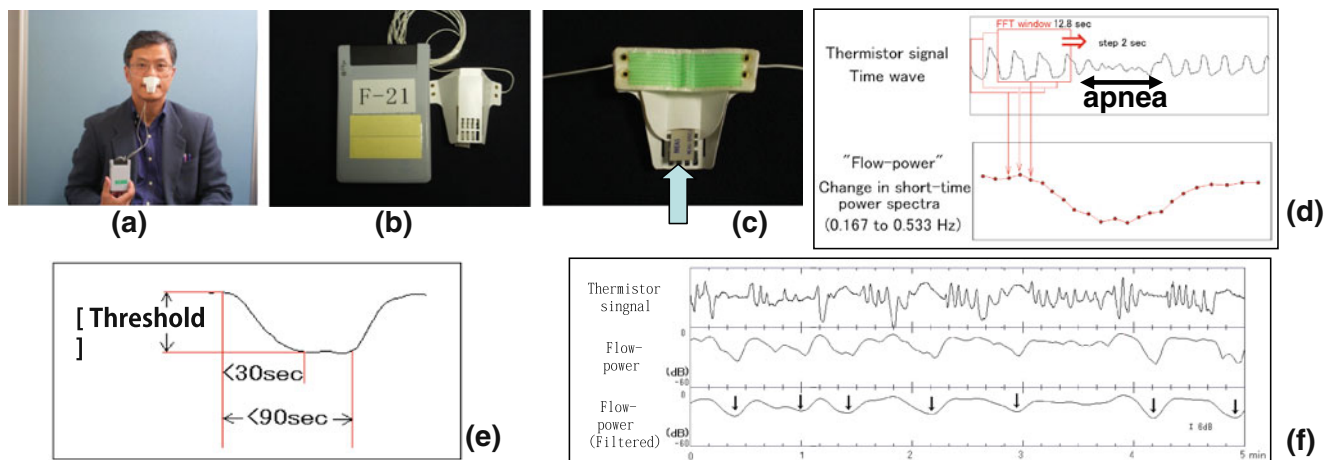 (a)
F-21
(b)
(c)
FFT window 12.8 sec
step 2 sec
Thermistor signal
Time wave
apnea
"Flow-power"
Change in short-time
power spectra
(0.167 to 0.533 Hz)
(d)
[ Threshold
]
<30sec
<90sec
(e)
Thermistor
singnal
0
Flow-
power
(dB)
-60
0
Flow-
power
(Filtered)
(dB)
-60
I 6dB
0 1 2 3 4 5 min
(f)